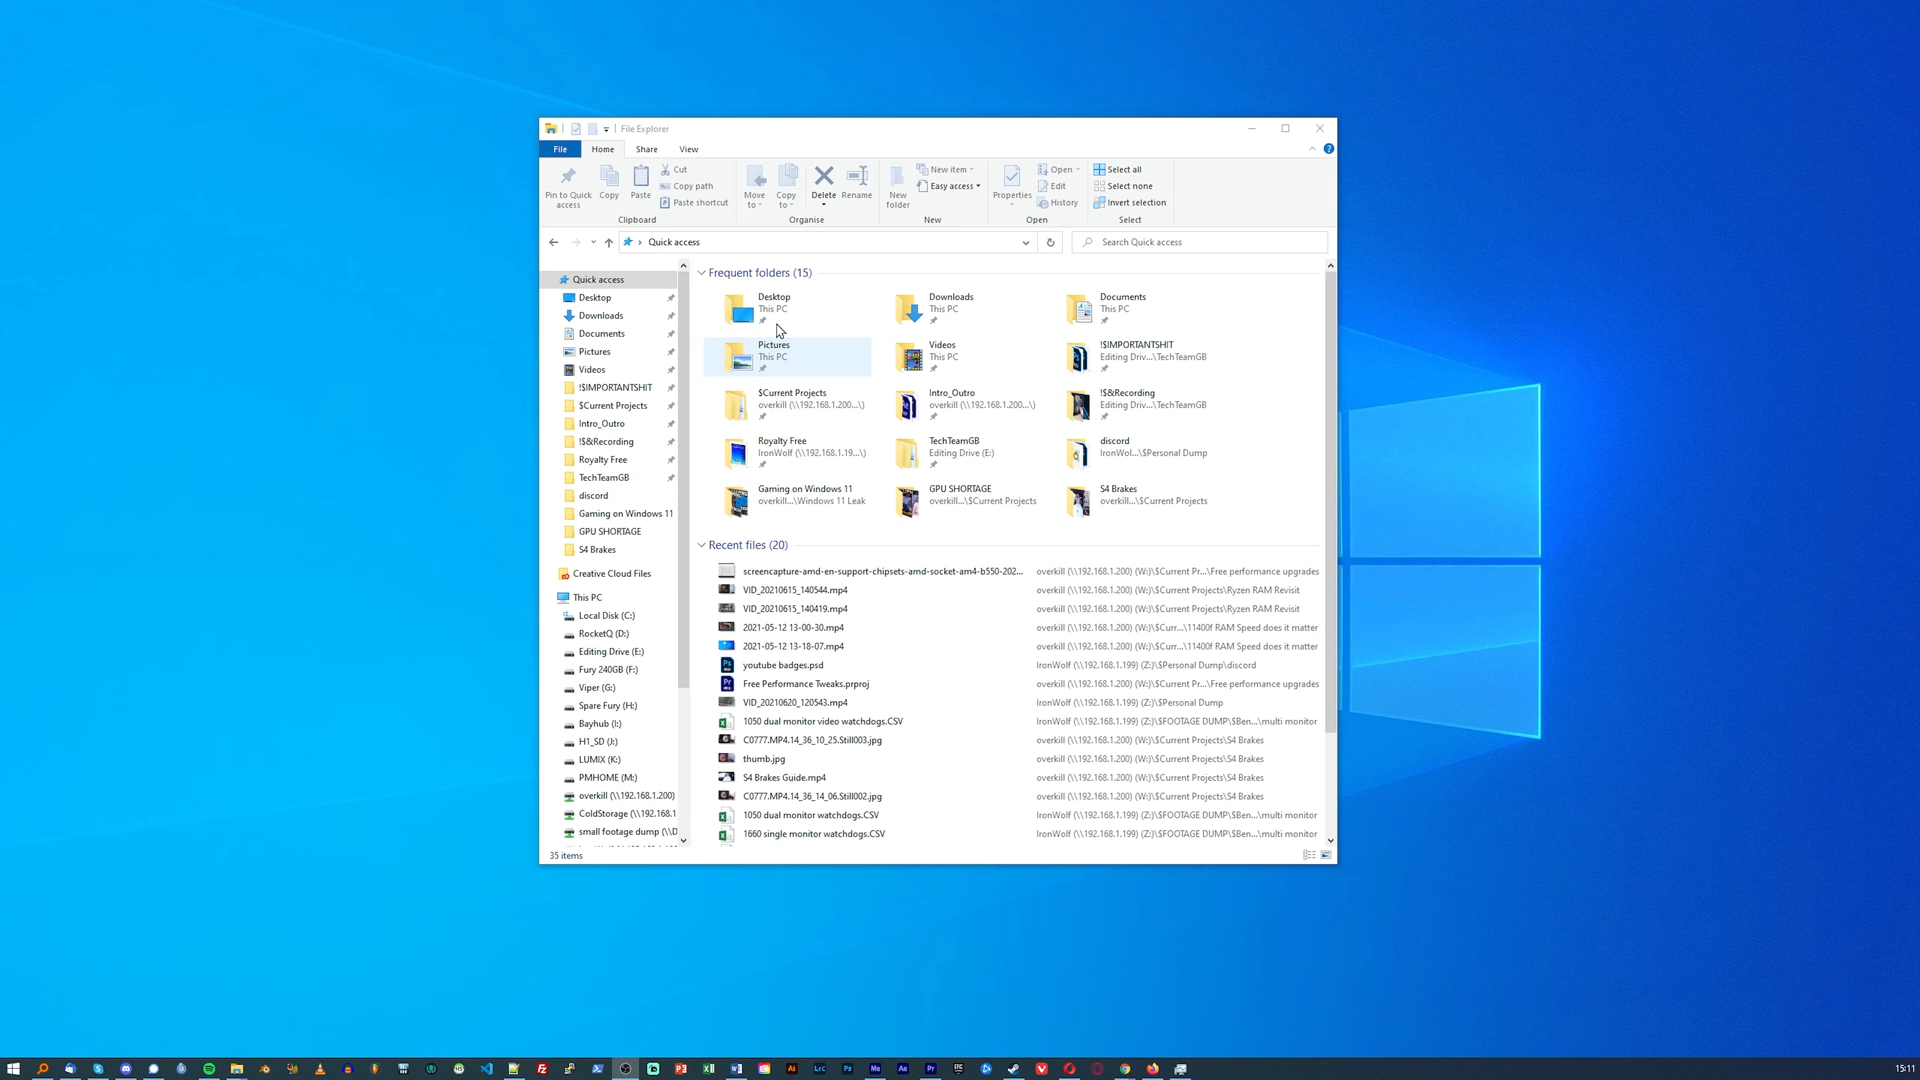 File Explorer
File Home Share View
Pin to Quick access
Copy
Paste
Cut
Copy path
Paste shortcut
Clipboard
Move to
Copy to
Delete
Rename
Organise
New folder
New item
Easy access
New
Properties
Open
Edit
History
Open
Select all
Select none
Invert selection
Select
Quick access
Search Quick access
Quick access
Desktop
Downloads
Documents
Pictures
Videos
!$IMPORTANTSHIT
$Current Projects
Intro_Outro
!$&Recording
Royalty Free
TechTeamGB
discord
Gaming on Windows 11
GPU SHORTAGE
S4 Brakes
Creative Cloud Files
This PC
Local Disk (C:)
RocketQ (D:)
Editing Drive (E:)
Fury 240GB (F:)
Viper (G:)
Spare Fury (H:)
Bayhub (I:)
H1_SD (J:)
LUMIX (K:)
PMHOME (M:)
overkill (\\192.168.1.200)
ColdStorage (\\192.168.1
small footage dump (\\D
Frequent folders (15)
Desktop
This PC
Downloads
This PC
Documents
This PC
Pictures
This PC
Videos
This PC
!$IMPORTANTSHIT
Editing Driv...\TechTeamGB
$Current Projects
overkill (\\192.168.1.200...\)
Intro_Outro
overkill (\\192.168.1.200...\)
!$&Recording
Editing Driv...\TechTeamGB
Royalty Free
IronWolf (\\192.168.1.19...\)
TechTeamGB
Editing Drive (E:)
discord
IronWol...\$Personal Dump
Gaming on Windows 11
overkill...\Windows 11 Leak
GPU SHORTAGE
overkill...\$Current Projects
S4 Brakes
overkill...\$Current Projects
Recent files (20)
screencapture-amd-en-support-chipsets-amd-socket-am4-b550-202... overkill (\\192.168.1.200) (W:)\$Current Pr...\Free performance upgrades
VID_20210615_140544.mp4 overkill (\\192.168.1.200) (W:)\$Current Projects\Ryzen RAM Revisit
VID_20210615_140419.mp4 overkill (\\192.168.1.200) (W:)\$Current Projects\Ryzen RAM Revisit
2021-05-12 13-00-30.mp4 overkill (\\192.168.1.200) (W:)\$Curr...\11400f RAM Speed does it matter
2021-05-12 13-18-07.mp4 overkill (\\192.168.1.200) (W:)\$Curr...\11400f RAM Speed does it matter
youtube badges.psd IronWolf (\\192.168.1.199) (Z:)\$Personal Dump\discord
Free Performance Tweaks.prproj overkill (\\192.168.1.200) (W:)\$Current Pr...\Free performance upgrades
VID_20210620_120543.mp4 IronWolf (\\192.168.1.199) (Z:)\$Personal Dump
1050 dual monitor video watchdogs.CSV IronWolf (\\192.168.1.199) (Z:)\$FOOTAGE DUMP\$Ben...\multi monitor
C0777.MP4.14_36_10_25.Still003.jpg overkill (\\192.168.1.200) (W:)\$Current Projects\S4 Brakes
thumb.jpg overkill (\\192.168.1.200) (W:)\$Current Projects\S4 Brakes
S4 Brakes Guide.mp4 overkill (\\192.168.1.200) (W:)\$Current Projects\S4 Brakes
C0777.MP4.14_36_14_06.Still002.jpg overkill (\\192.168.1.200) (W:)\$Current Projects\S4 Brakes
1050 dual monitor watchdogs.CSV IronWolf (\\192.168.1.199) (Z:)\$FOOTAGE DUMP\$Ben...\multi monitor
1660 single monitor watchdogs.CSV IronWolf (\\192.168.1.199) (Z:)\$FOOTAGE DUMP\$Ben...\multi monitor
35 items
15:11